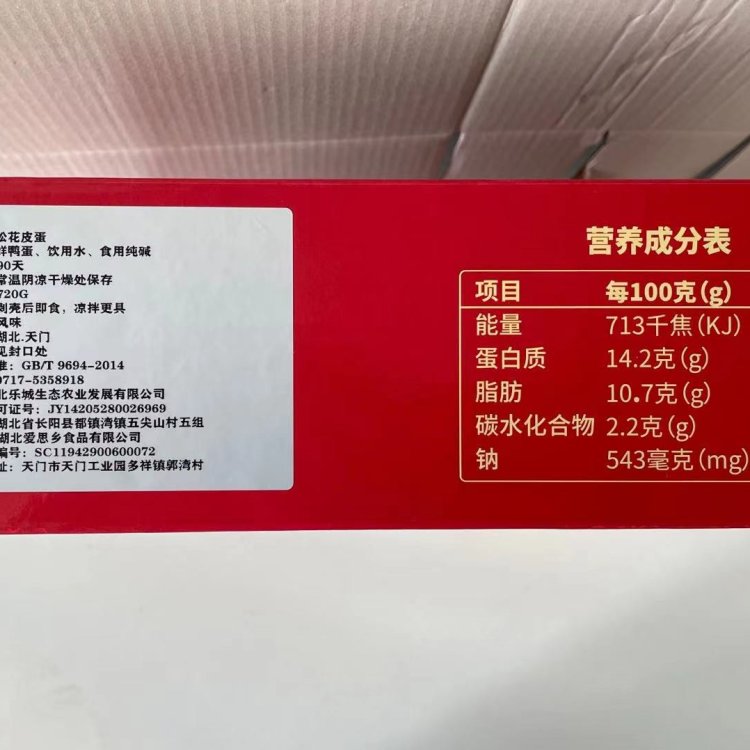 松花皮蛋
鲜鸭蛋、饮用水、食用纯碱
90天
常温阴凉干燥处保存
720G
剥壳后即食，凉拌更具
风味
湖北.天门
见封口处
准：GB/T 9694-2014
0717-5358918
北乐城生态农业发展有限公司
可证号：JY14205280026969
湖北省长阳县都镇湾镇五尖山村五组
湖北爱思乡食品有限公司
编号：SC11942900600072
址：天门市天门工业园多祥镇郭湾村
营养成分表
项目 每100克(g)
能量 713千焦(KJ)
蛋白质 14.2克(g)
脂肪 10.7克(g)
碳水化合物 2.2克(g)
钠 543毫克(mg)